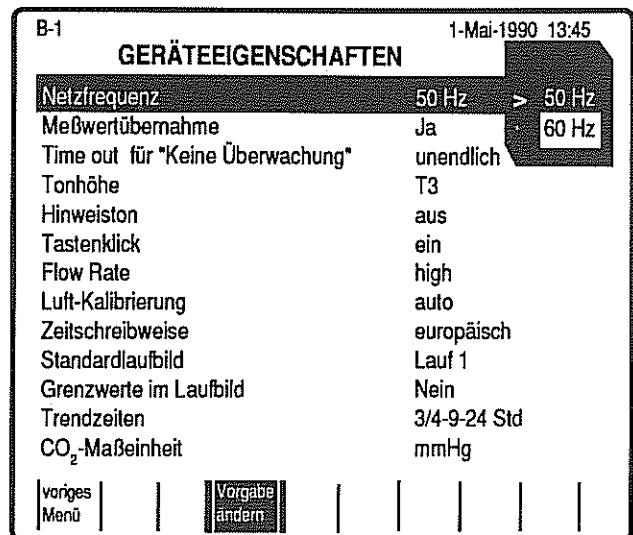 B-1 1-Mai-1990 13:45
GERÄTEEIGENSCHAFTEN
Netzfrequenz 50 Hz > 50 Hz
Meßwertübernahme Ja · 60 Hz
Time out für "Keine Überwachung" unendlich
Tonhöhe T3
Hinweiston aus
Tastenklick ein
Flow Rate high
Luft-Kalibrierung auto
Zeitschreibweise europäisch
Standardlaufbild Lauf 1
Grenzwerte im Laufbild Nein
Trendzeiten 3/4-9-24 Std
CO₂-Maßeinheit mmHg
voriges Vorgabe
Menü ändern